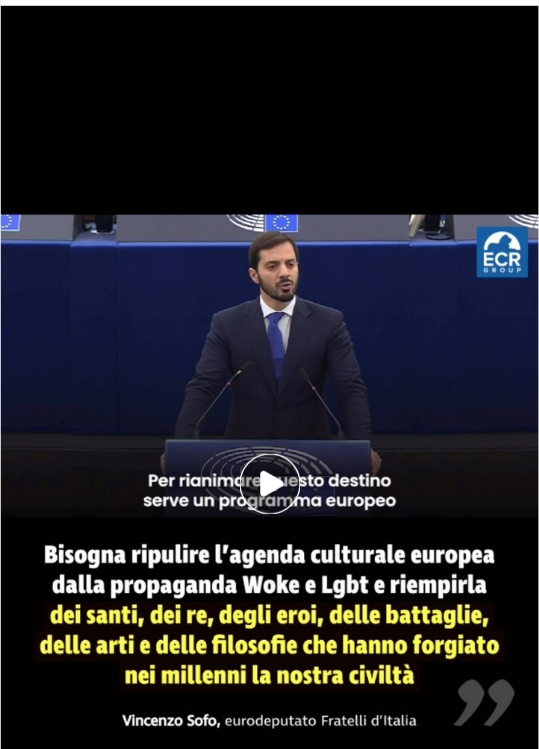 ECR
GROUP
Per rianimare questo destino
serve un programma europeo
Bisogna ripulire l'agenda culturale europea
dalla propaganda Woke e Lgbt e riempirla
dei santi, dei re, degli eroi, delle battaglie,
delle arti e delle filosofie che hanno forgiato
nei millenni la nostra civiltà
Vincenzo Sofo, eurodeputato Fratelli d'Italia